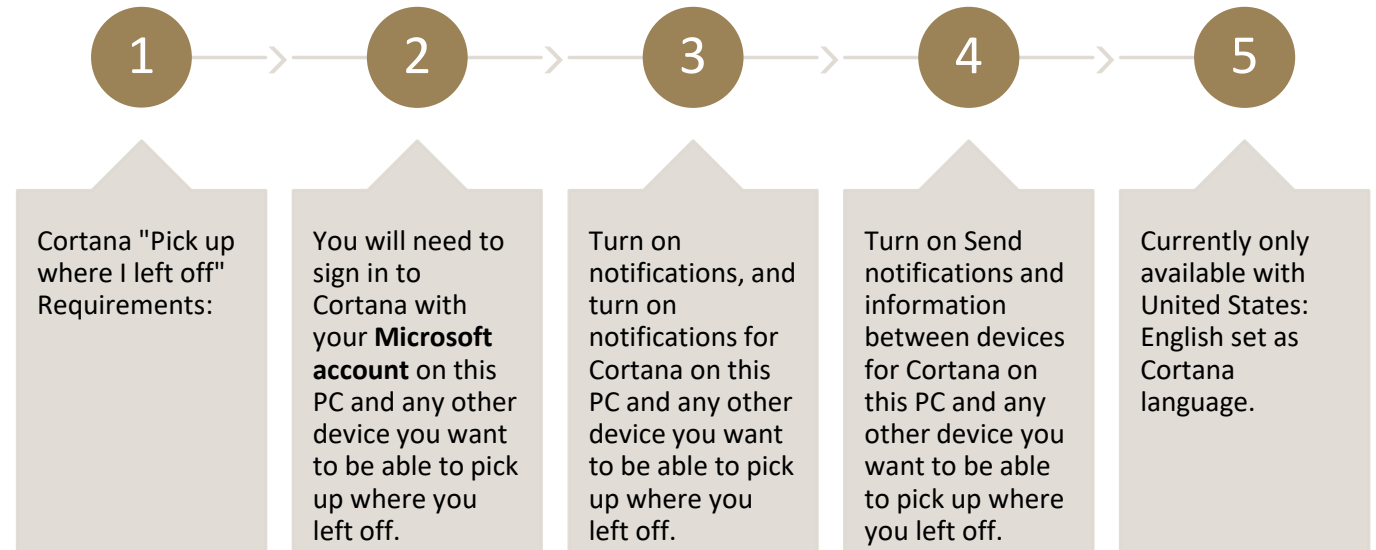 1
2
3
4
5
Cortana "Pick up
where I left off"
Requirements:
You will need to
sign in to
Cortana with
your Microsoft
account on this
PC and any other
device you want
to be able to pick
up where you
left off.
Turn on
notifications, and
turn on
notifications for
Cortana on this
PC and any other
device you want
to be able to pick
up where you
left off.
Turn on Send
notifications and
information
between devices
for Cortana on
this PC and any
other device you
want to be able
to pick up where
you left off.
Currently only
available with
United States:
English set as
Cortana
language.